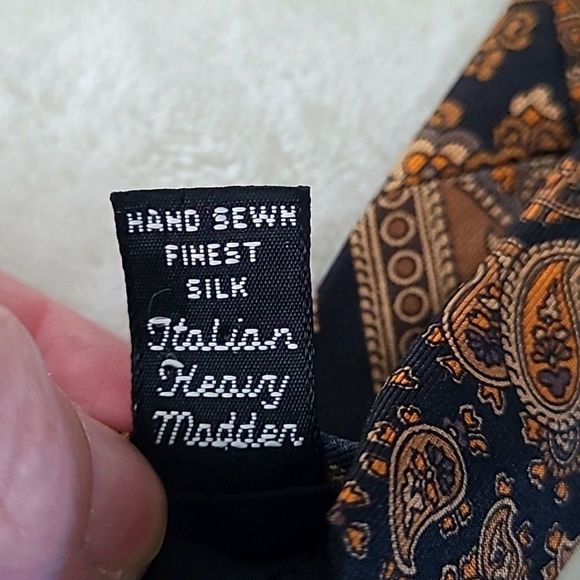 HAND SEWN
FINEST
SILK
Italian
Heavy
Madder